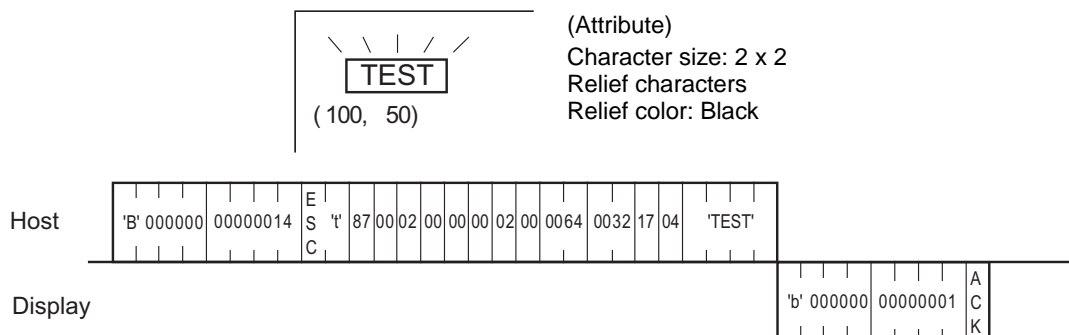 (Attribute)
Character size: 2 x 2
Relief characters
Relief color: Black
TEST
( 100, 50)
Host
'B' 000000 00000014 ESC 't' 87 00 02 00 00 00 02 00 0064 0032 17 04 'TEST'
Display
'b' 000000 00000001 ACK